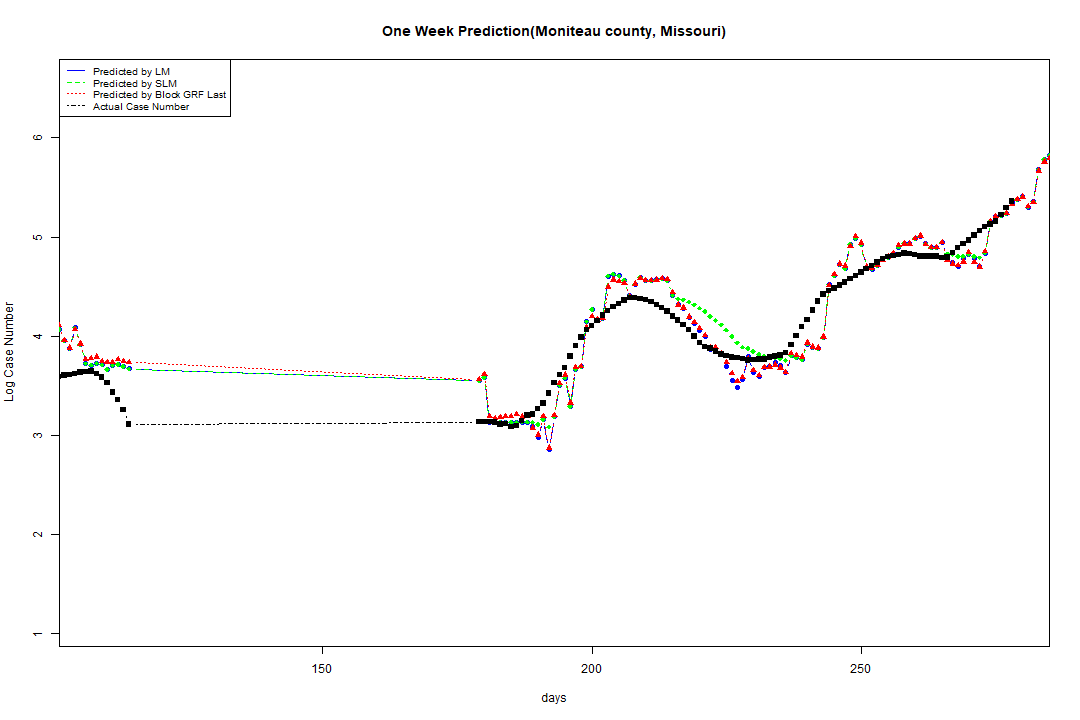 One Week Prediction(Moniteau county, Missouri)
Predicted by LM
Predicted by SLM
Predicted by Block GRF Last
Actual Case Number
6
5
4
3
2
1
Log Case Number
150 200 250
days